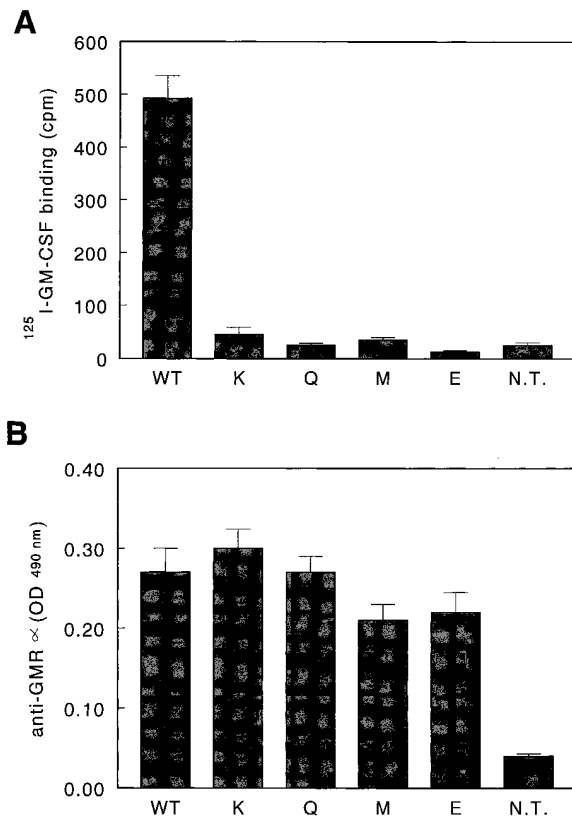 A
600
500
400
300
200
100
0
125 I-GM-CSF binding (cpm)
WT K Q M E N.T.
B
0.40
0.30
0.20
0.10
0.00
anti-GMR ∝ (OD 490 nm)
WT K Q M E N.T.